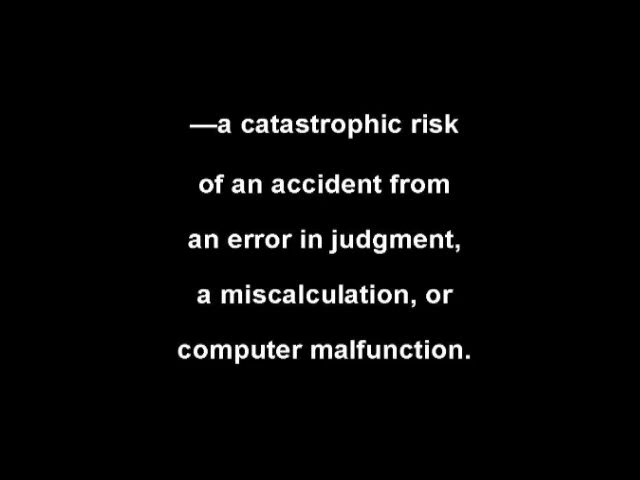 —a catastrophic risk
of an accident from
an error in judgment,
a miscalculation, or
computer malfunction.